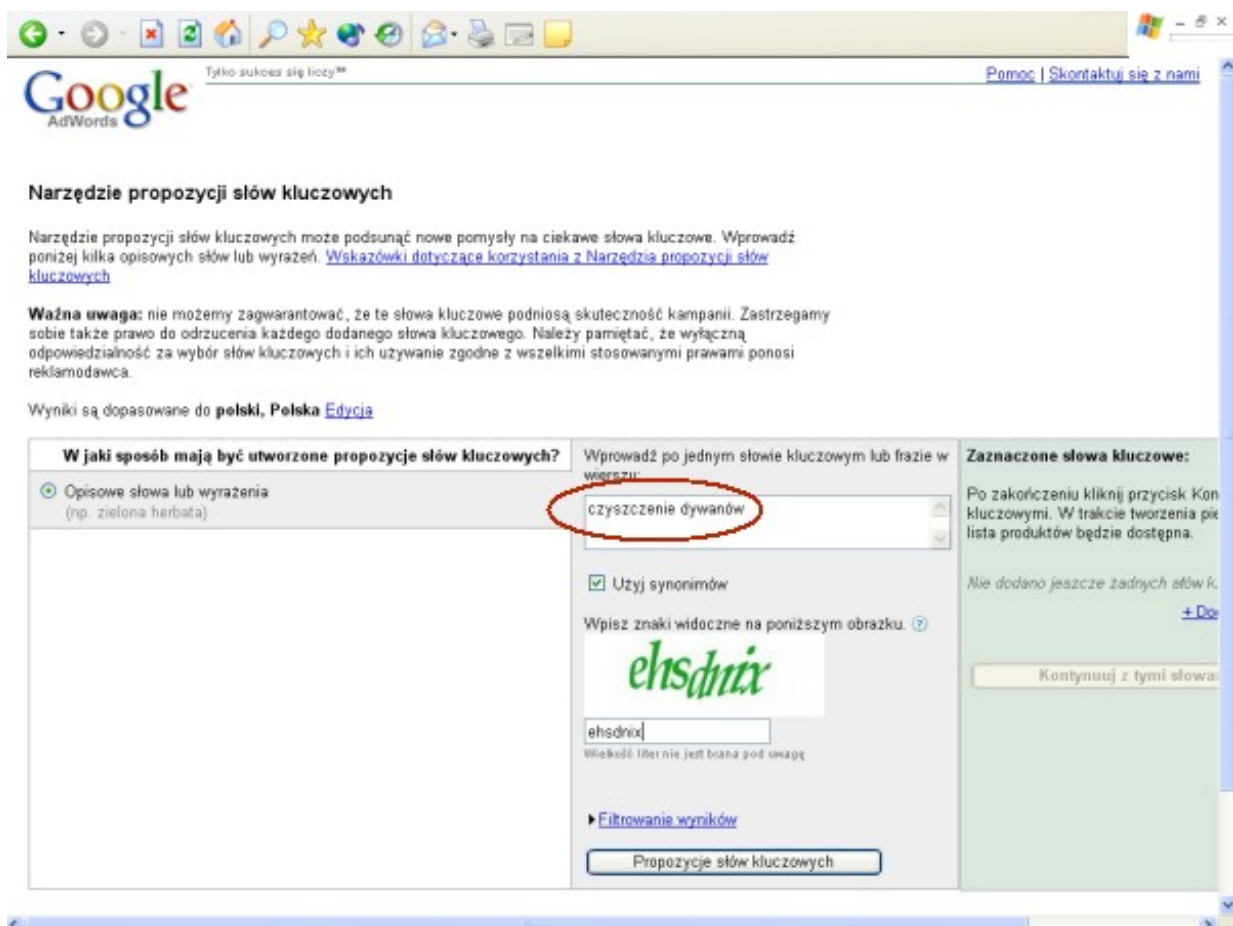 Google
AdWords
Tylko sukces się liczy™
Pomoc | Skontaktuj się z nami
Narzędzie propozycji słów kluczowych
Narzędzie propozycji słów kluczowych może podsunąć nowe pomysły na ciekawe słowa kluczowe. Wprowadź
poniżej kilka opisowych słów lub wyrażeń. Wskazówki dotyczące korzystania z Narzędzia propozycji słów
kluczowych
Ważna uwaga: nie możemy zagwarantować, że te słowa kluczowe podniosą skuteczność kampanii. Zastrzegamy
sobie także prawo do odrzucenia każdego dodanego słowa kluczowego. Należy pamiętać, że wyłączną
odpowiedzialność za wybór słów kluczowych i ich używanie zgodne z wszelkimi stosowanymi prawami ponosi
reklamodawca.
Wyniki są dopasowane do polski, Polska Edycja
W jaki sposób mają być utworzone propozycje słów kluczowych?
Opisowe słowa lub wyrażenia
(np. zielona herbata)
Wprowadź po jednym słowie kluczowym lub frazie w
wierszu:
czyszczenie dywanów
Użyj synonimów
Wpisz znaki widoczne na poniższym obrazku.
ehsdnix
ehsdnix
Wielkość liter nie jest brana pod uwagę
Filtrowanie wyników
Propozycje słów kluczowych
Zaznaczone słowa kluczowe:
Po zakończeniu kliknij przycisk Kon
kluczowymi. W trakcie tworzenia pie
lista produktów będzie dostępna.
Nie dodano jeszcze żadnych słów k
+ Do
Kontynuuj z tymi słowa